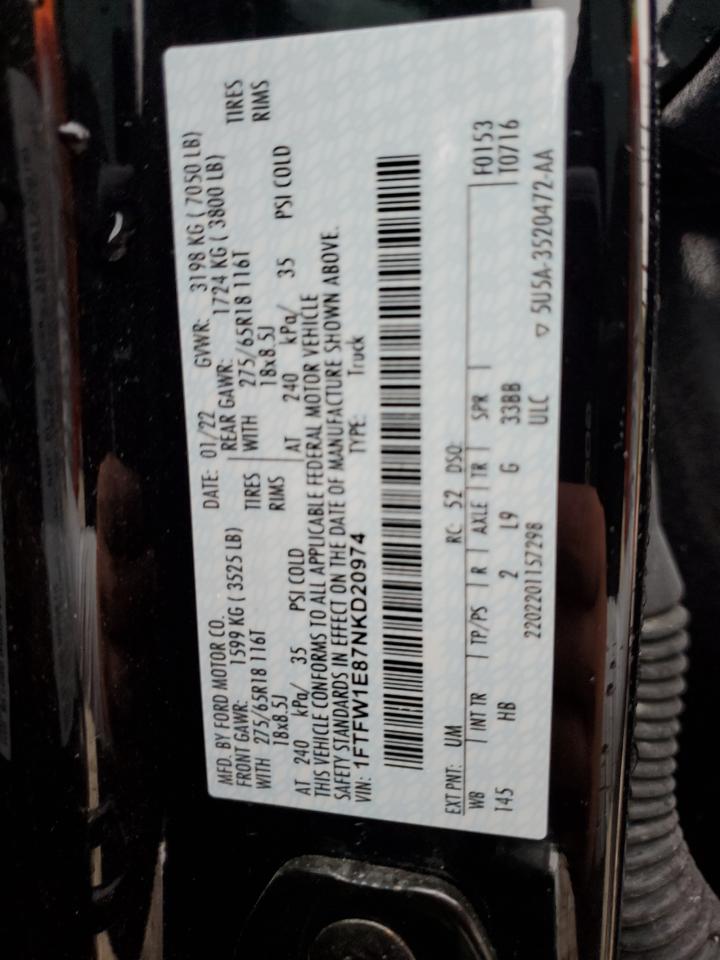 MFD. BY FORD MOTOR CO. DATE: 01/22 GVWR: 3198 KG ( 7050 LB)
FRONT GAWR: 1599 KG ( 3525 LB) REAR GAWR: 1724 KG ( 3800 LB)
WITH 275/65R18 116T TIRES WITH 275/65R18 116T TIRES
18x8.5J RIMS 18x8.5J RIMS
AT 240 kPa/ 35 PSI COLD AT 240 kPa/ 35 PSI COLD
THIS VEHICLE CONFORMS TO ALL APPLICABLE FEDERAL MOTOR VEHICLE
SAFETY STANDARDS IN EFFECT ON THE DATE OF MANUFACTURE SHOWN ABOVE.
VIN: 1FTFW1E87NKD20974 TYPE: Truck
EXT PNT: UM RC: 52 DSO:
WB INT TR TP/PS R AXLE TR SPR F0153
145 HB 2 L9 G 33BB T0716
2202201157298 ULC
▽ 5U5A-3520472-AA